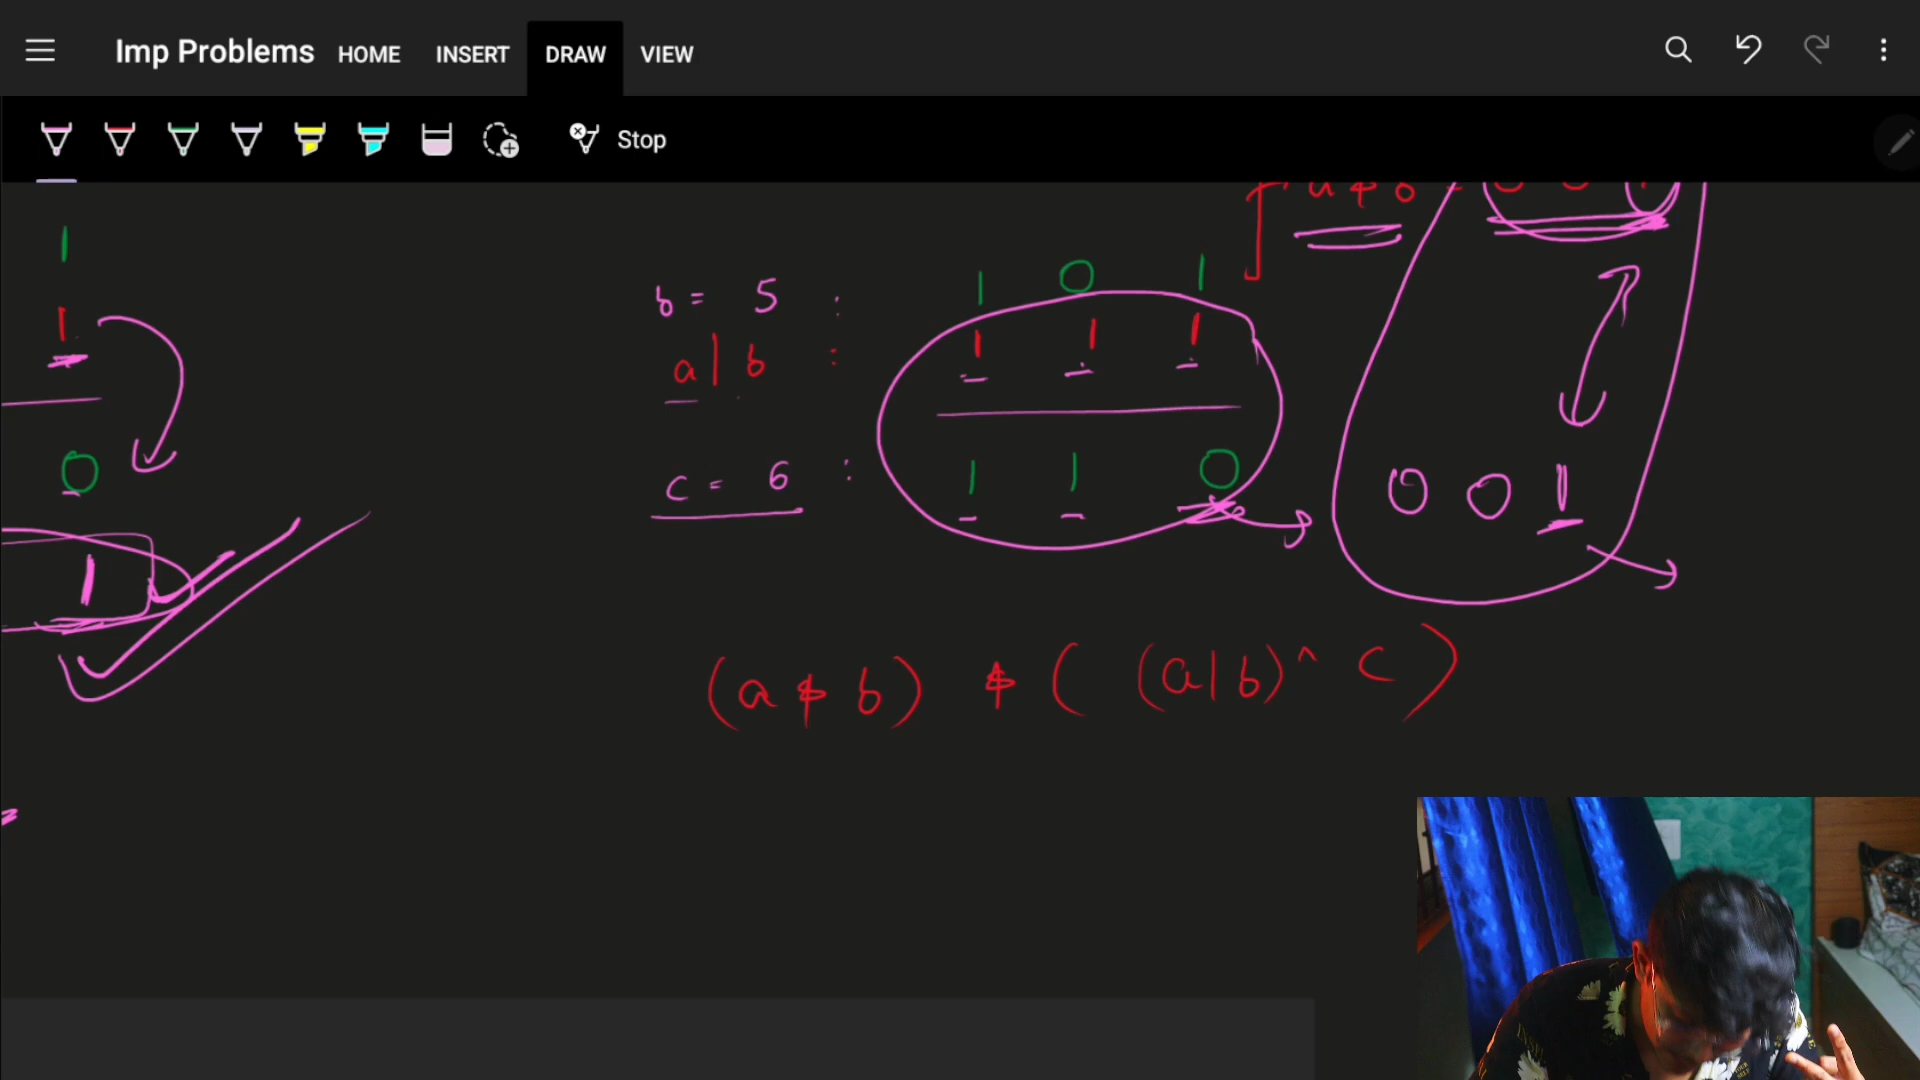 Imp Problems HOME INSERT DRAW VIEW
Stop
a & b
1
b = 5 : 1 0 1
1
a | b : 1 1 1
0
c = 6 : 1 1 0
0 0 1
1
(a & b) & ( (a|b) ^ c )